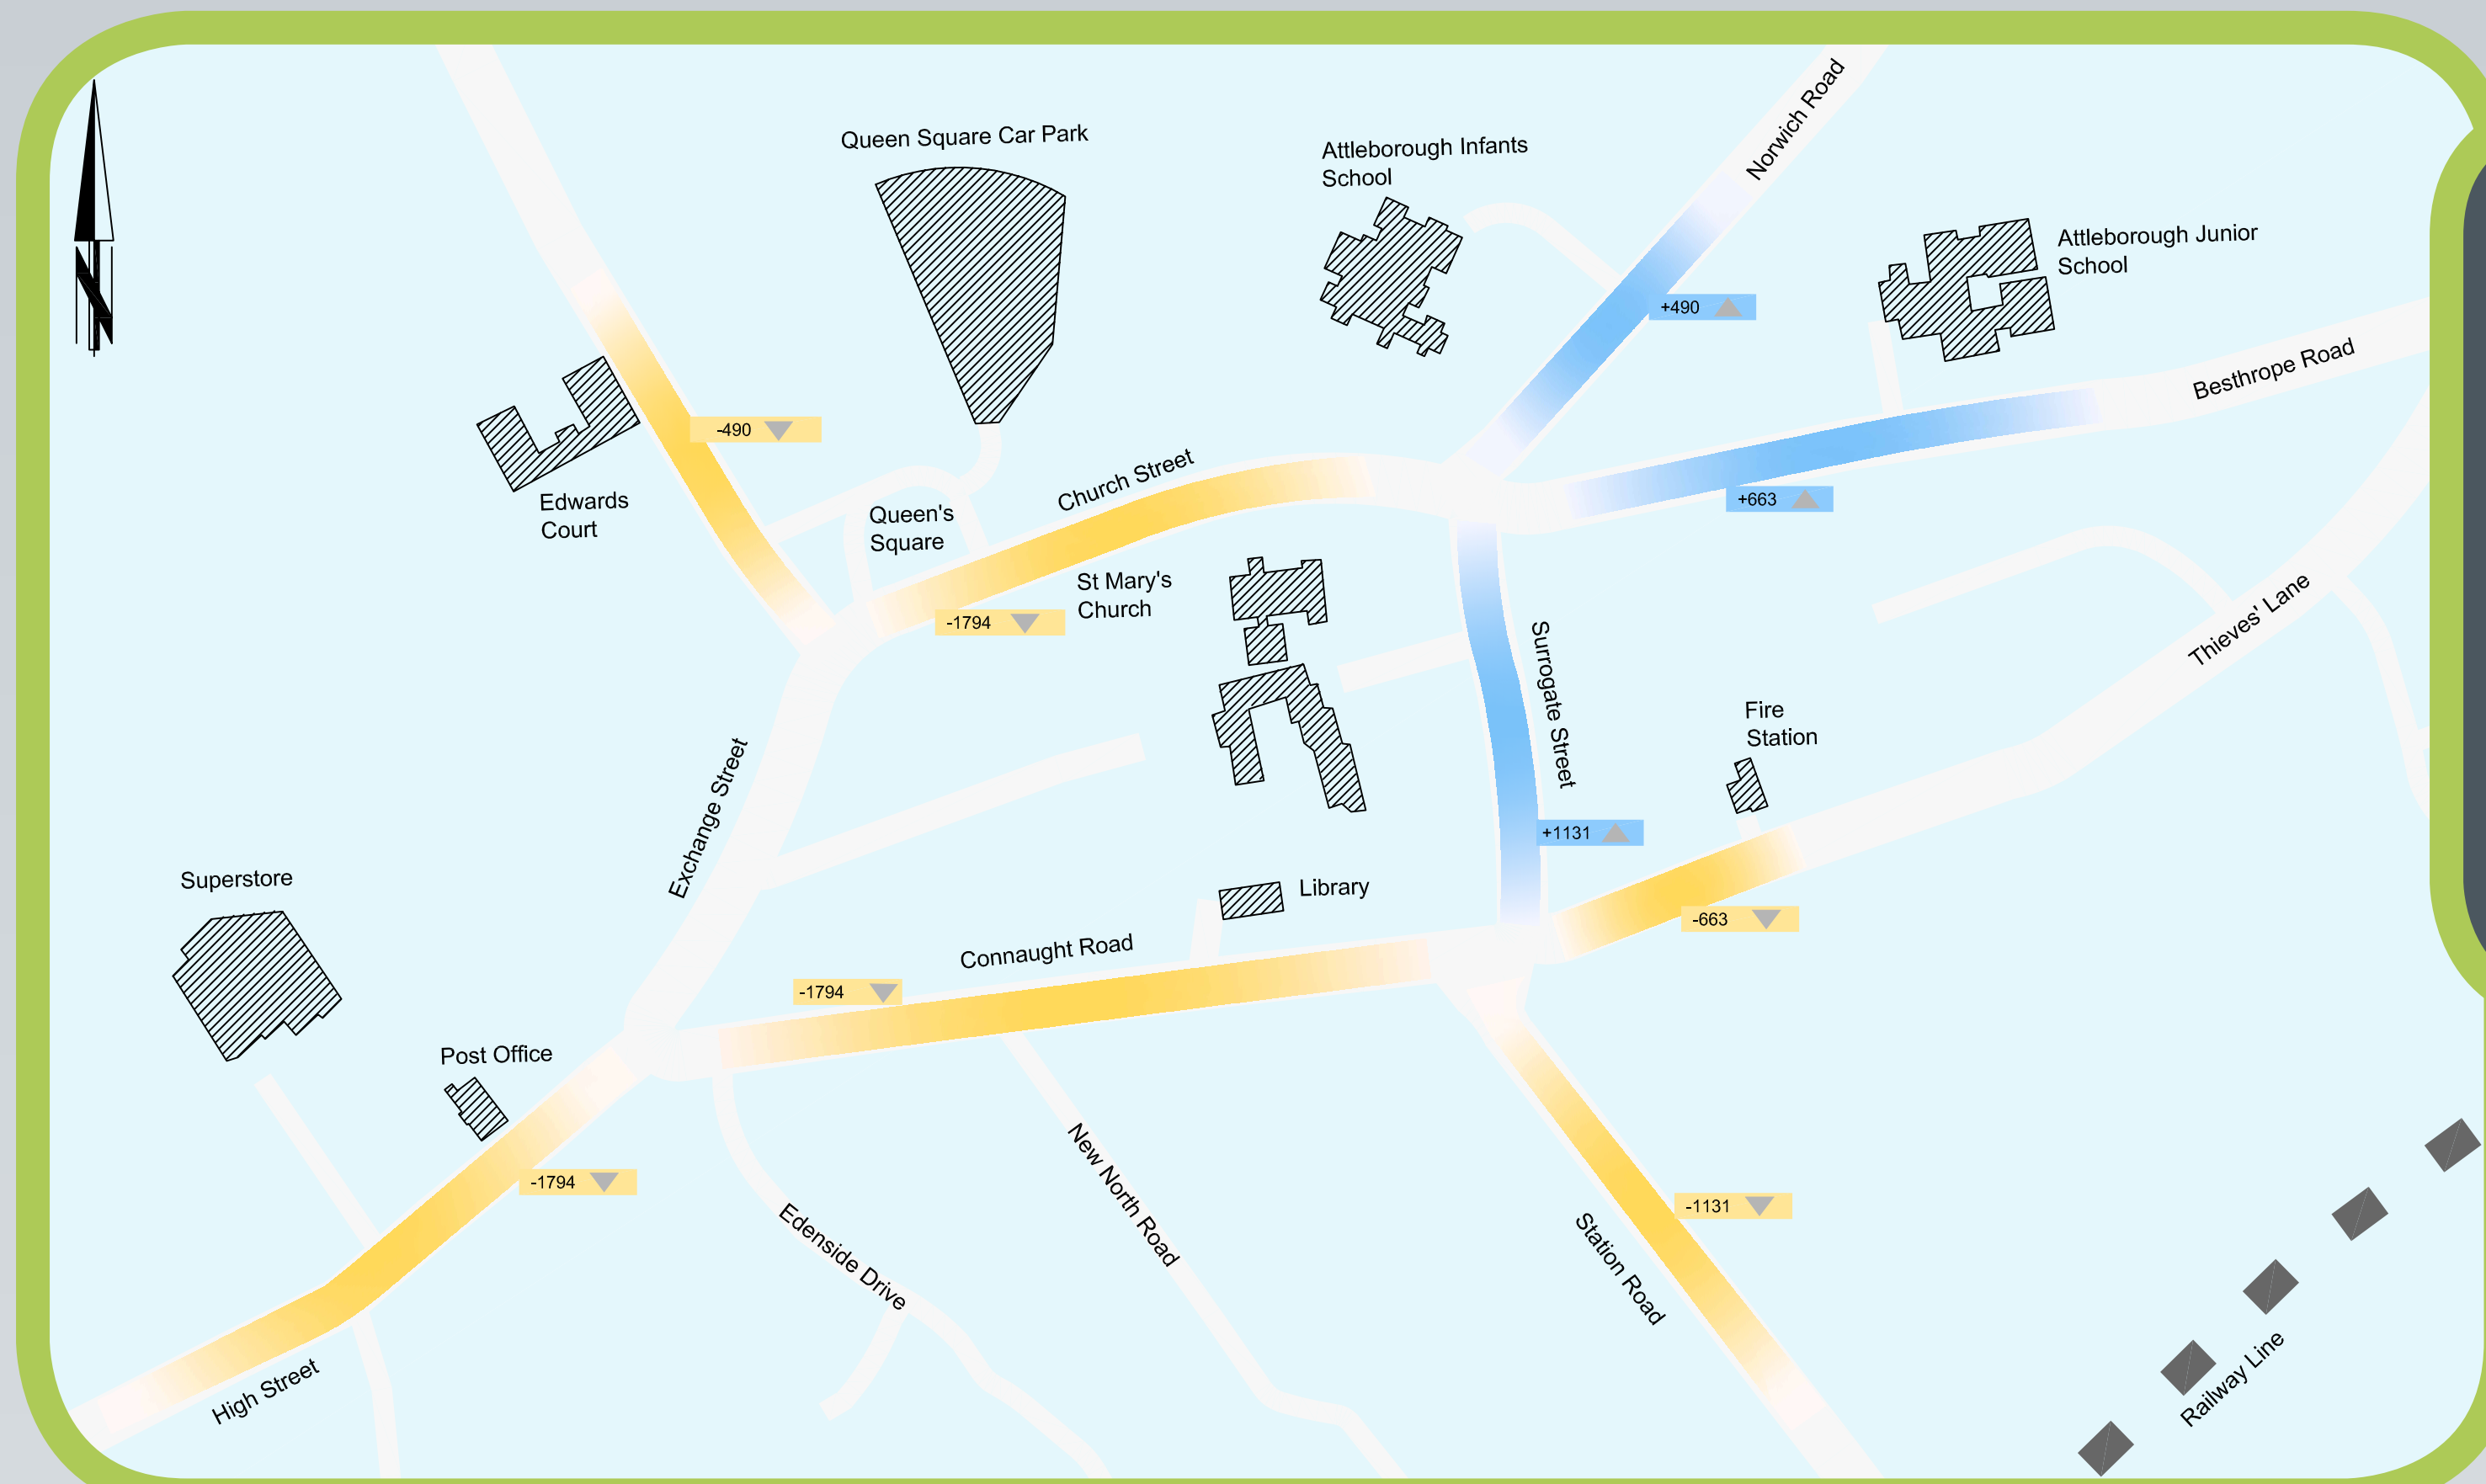 Queen Square Car Park
Attleborough Infants
School
Norwich Road
Attleborough Junior
School
N
+490
Besthrope Road
-490
Church Street
Edwards
Court
Queen's
Square
+663
St Mary's
Church
-1794
Surrogate Street
Thieves' Lane
Fire
Station
Exchange Street
+1131
Superstore
Library
-663
Connaught Road
-1794
Post Office
-1794
New North Road
-1131
Edenside Drive
Station Road
High Street
Railway Line